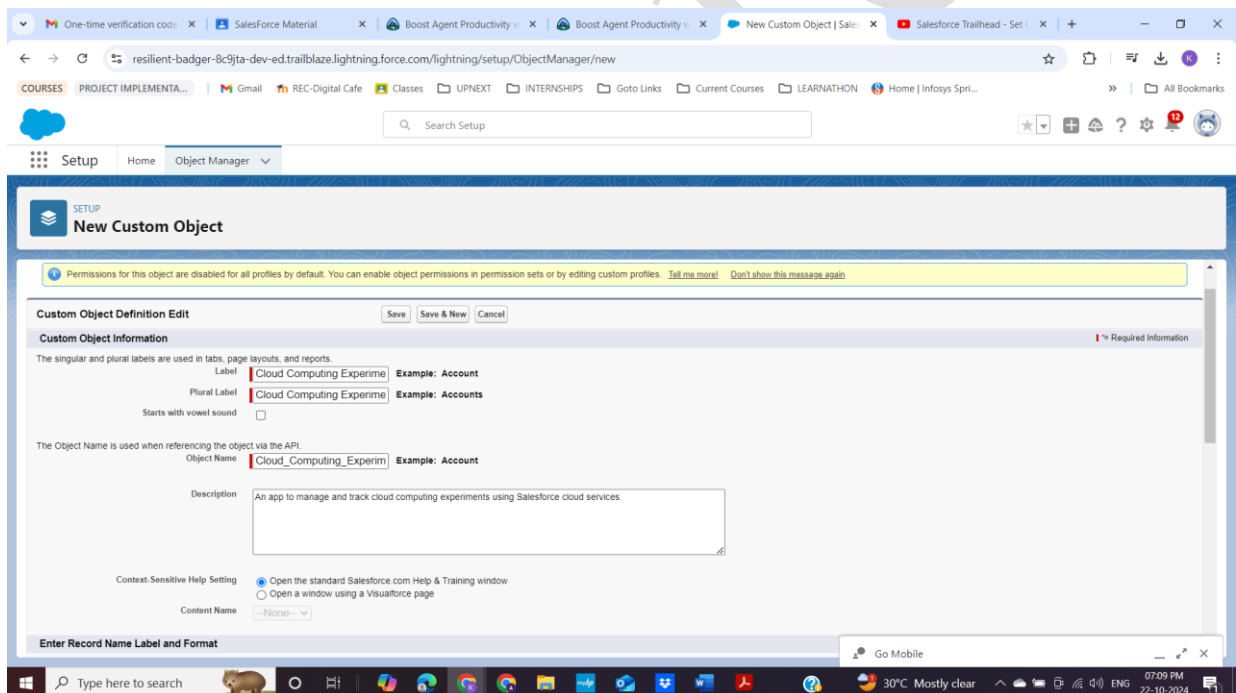 One-time verification code
SalesForce Material
Boost Agent Productivity
Boost Agent Productivity
New Custom Object | Sale
Salesforce Trailhead - Set
resilient-badger-8c9jta-dev-ed.trailblaze.lightning.force.com/lightning/setup/ObjectManager/new
K
COURSES PROJECT IMPLEMENTA... Gmail REC-Digital Cafe Classes UPNEXT INTERNSHIPS Goto Links Current Courses LEARNATHON Home | Infosys Spri... » All Bookmarks
Search Setup
12
Setup Home Object Manager
SETUP
New Custom Object
Permissions for this object are disabled for all profiles by default. You can enable object permissions in permission sets or by editing custom profiles. Tell me more! Don't show this message again
Custom Object Definition Edit Save Save & New Cancel
Custom Object Information = Required Information
The singular and plural labels are used in tabs, page layouts, and reports.
Label Cloud Computing Experime Example: Account
Plural Label Cloud Computing Experime Example: Accounts
Starts with vowel sound
The Object Name is used when referencing the object via the API.
Object Name Cloud_Computing_Experim Example: Account
Description An app to manage and track cloud computing experiments using Salesforce cloud services.
Context-Sensitive Help Setting Open the standard Salesforce.com Help & Training window
Open a window using a Visualforce page
Content Name --None--
Enter Record Name Label and Format
Go Mobile
Type here to search
30°C Mostly clear ENG 07:09 PM
22-10-2024